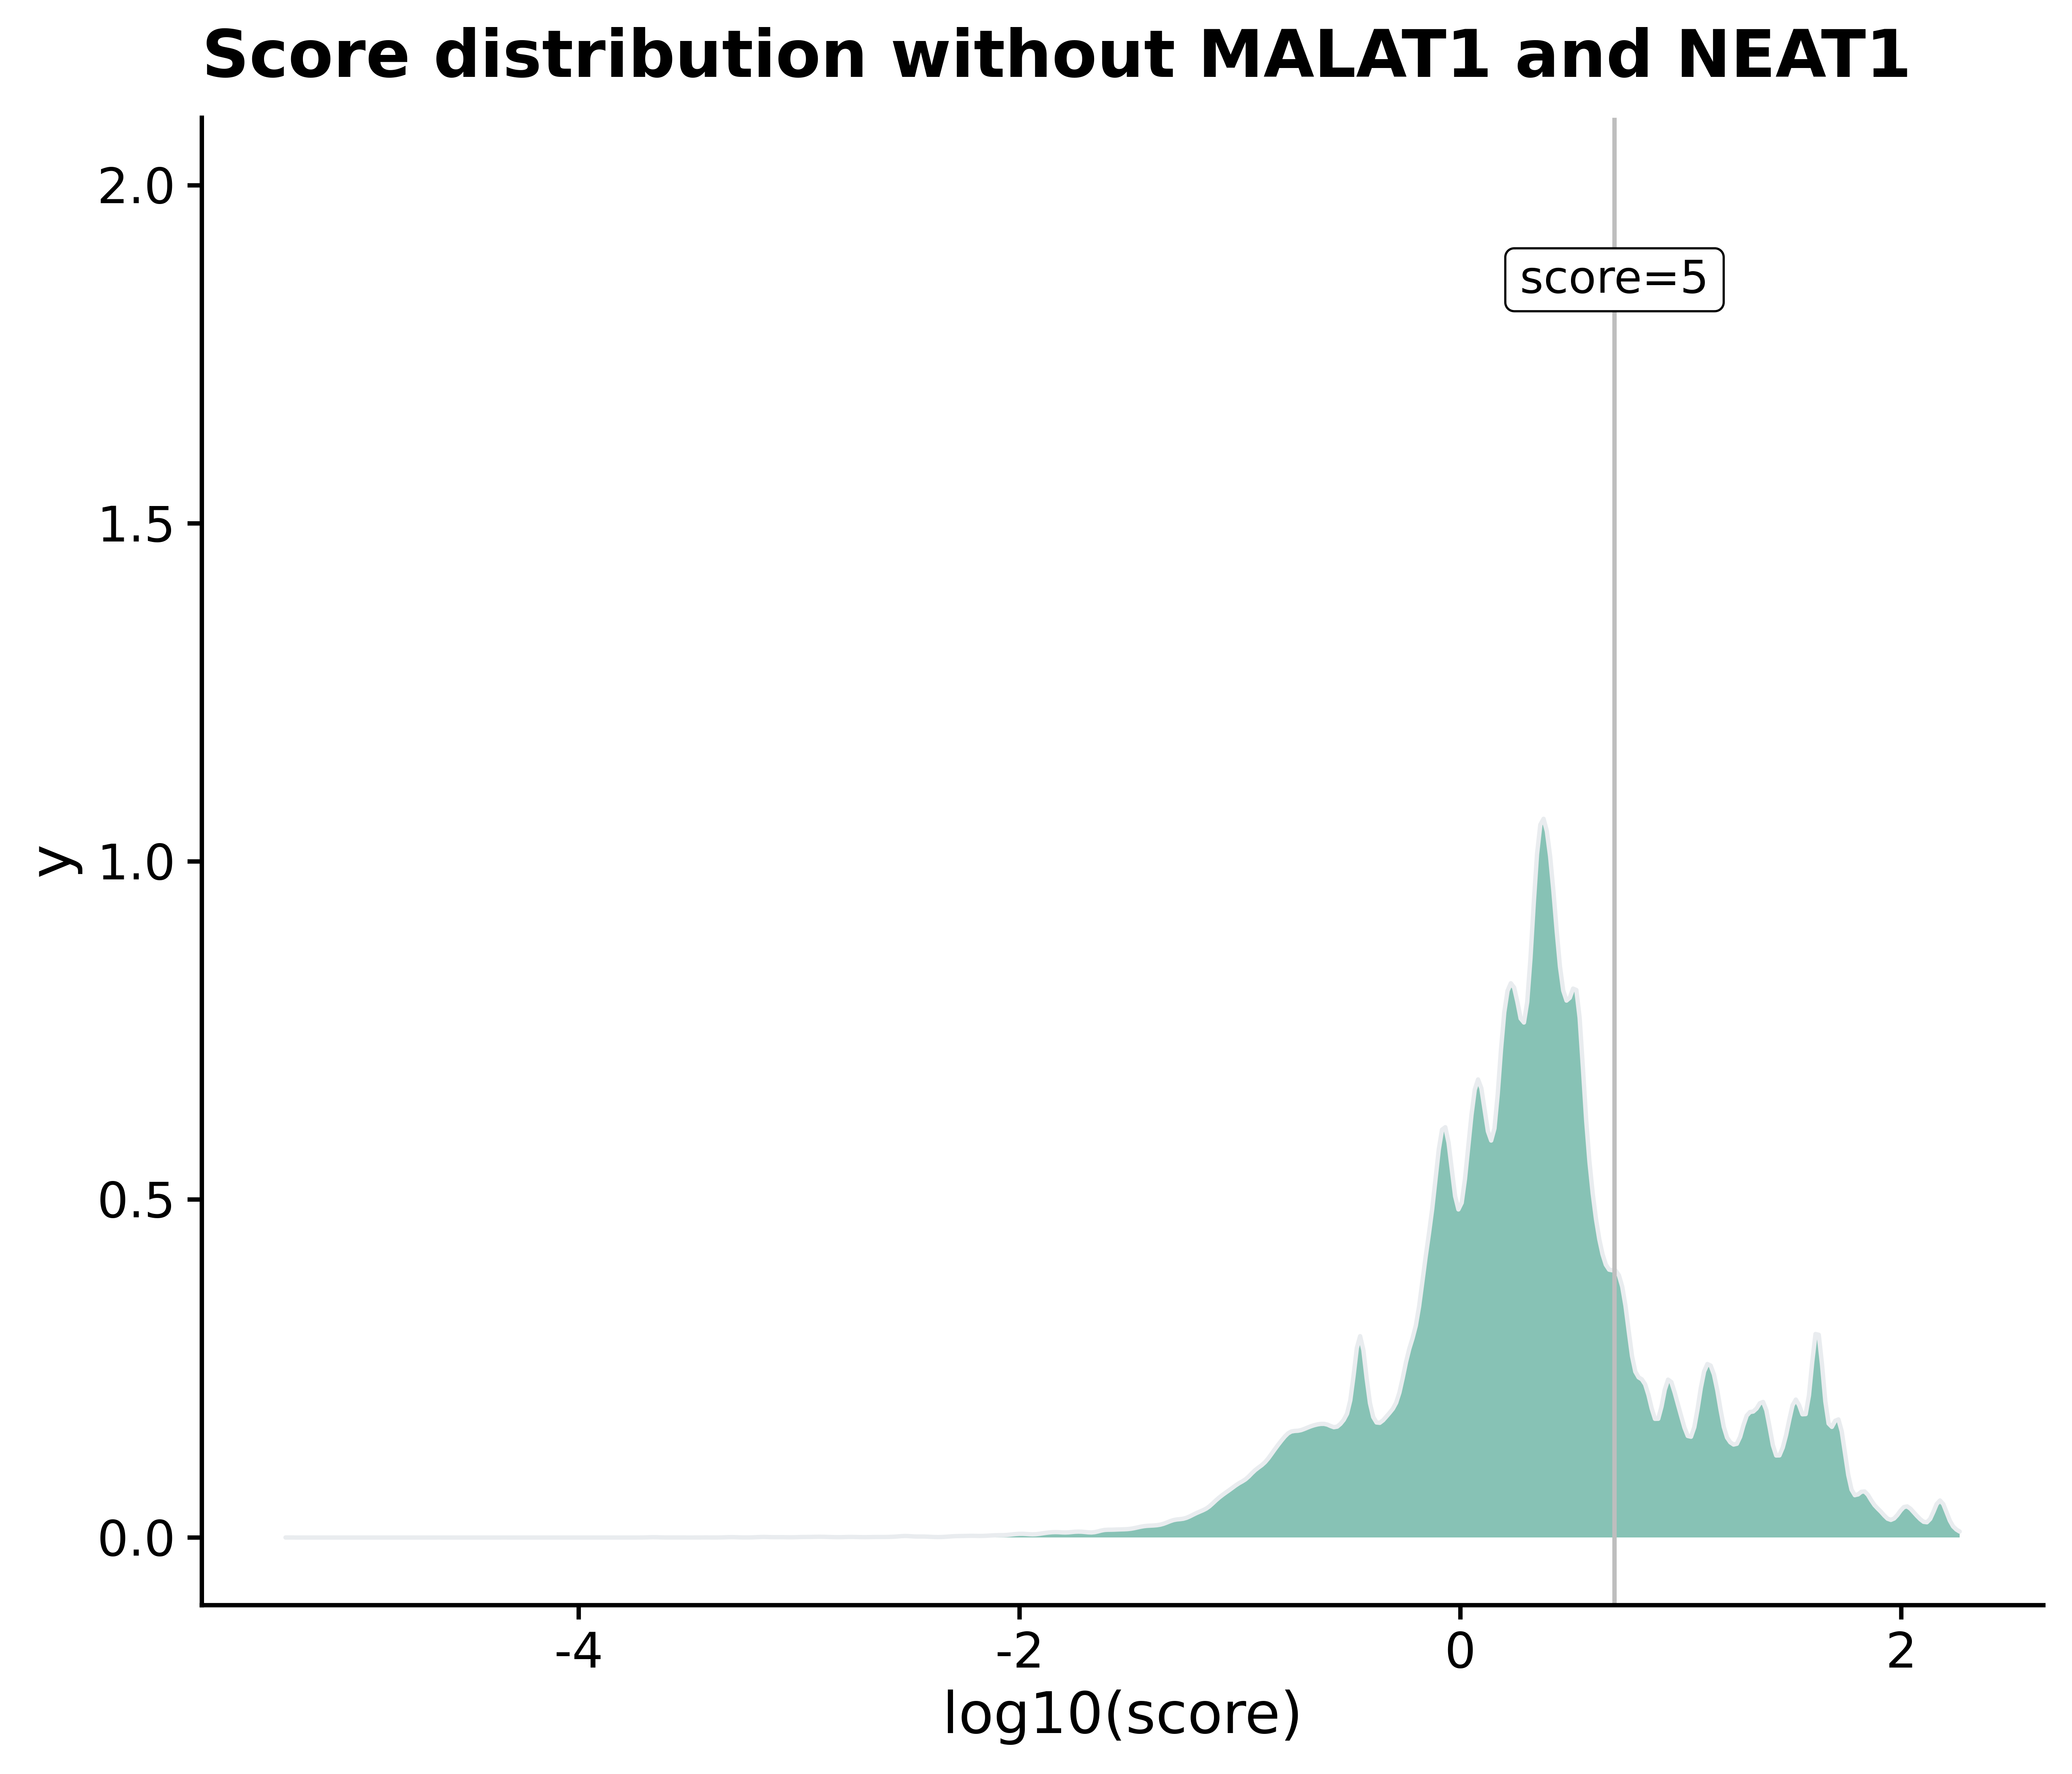 Score distribution without MALAT1 and NEAT1
2.0
score=5
1.5
y
1.0
0.5
0.0
-4
-2
0
2
log10(score)